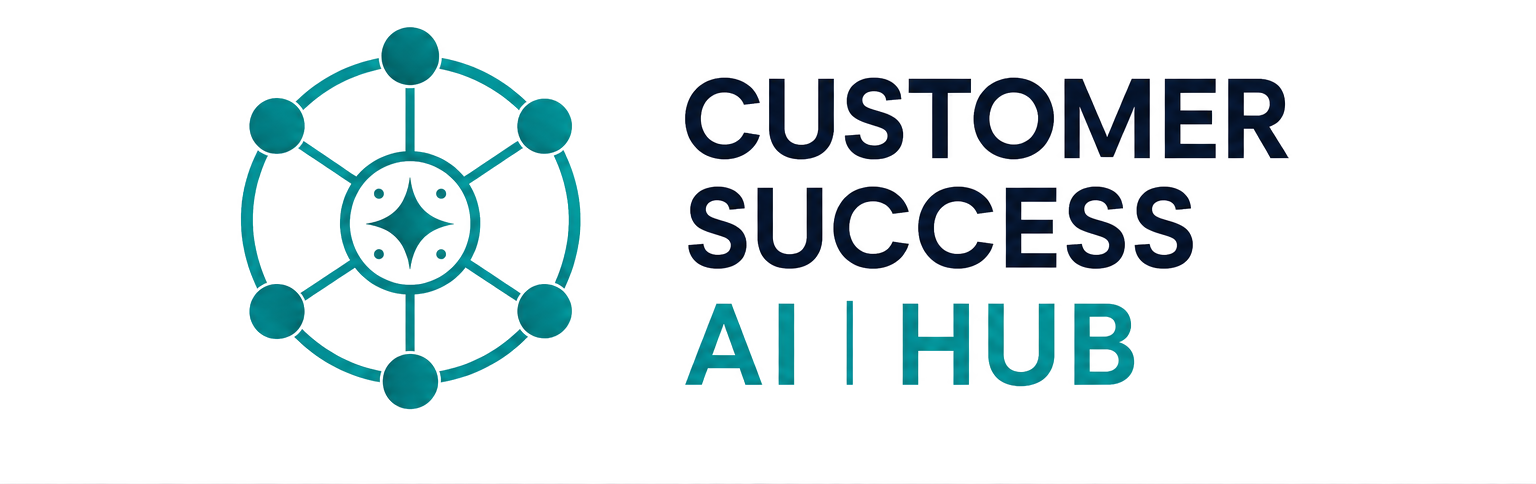 CUSTOMER
SUCCESS
AI | HUB